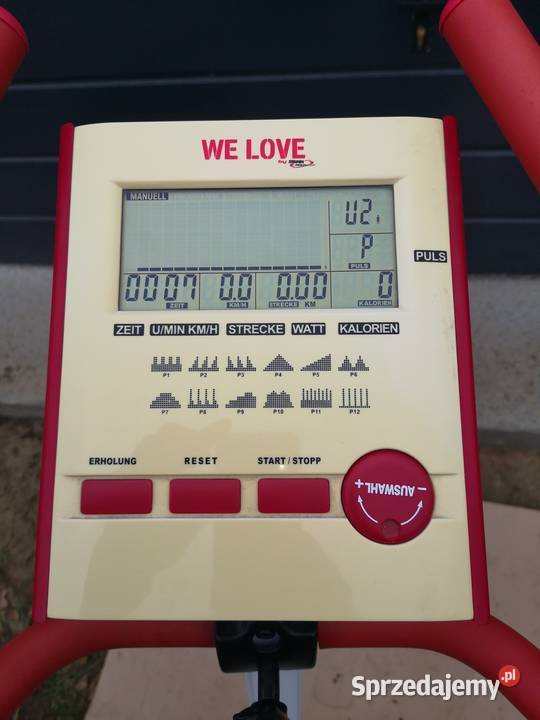 WE LOVE
by
MANUELL
U2
P
PULS
PULS
0007 0.0 0.00 0
ZEIT KM/H STRECKE KM KALORIEN
ZEIT U/MIN KM/H STRECKE WATT KALORIEN
P1 P2 P3 P4 P5 P6
P7 P8 P9 P10 P11 P12
ERHOLUNG RESET START / STOPP
− AUSWAHL +
Sprzedajemy.pl